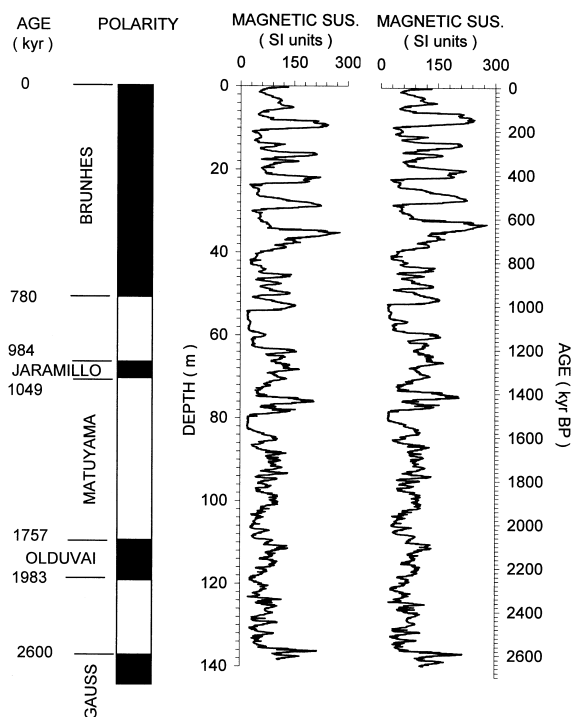 AGE
( kyr)
POLARITY
0
BRUNHES
780
984
JARAMILLO
1049
MATUYAMA
1757
OLDUVAI
1983
2600
GAUSS
MAGNETIC SUS.
( SI units )
0 150 300
DEPTH ( m )
0
20
40
60
80
100
120
140
MAGNETIC SUS.
( SI units )
0 150 300
0
200
400
600
800
1000
1200
1400
1600
1800
2000
2200
2400
2600
AGE
( kyr BP)